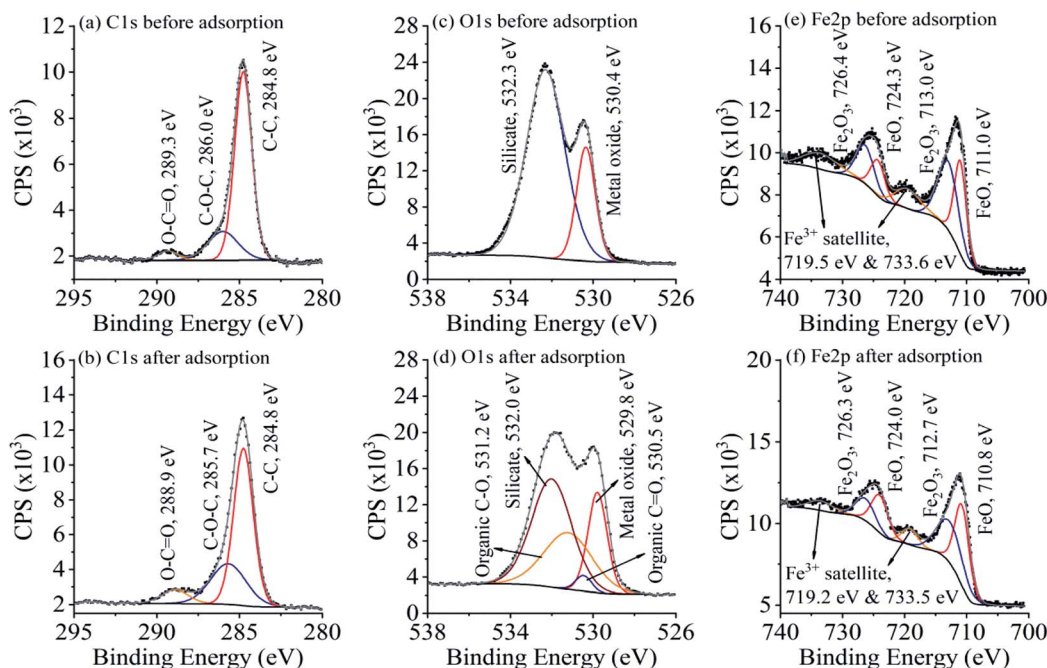 (a) C1s before adsorption
O-C=O, 289.3 eV
C-O-C, 286.0 eV
C-C, 284.8 eV
CPS (x10³)
12
10
8
6
4
2
295 290 285 280
Binding Energy (eV)
(c) O1s before adsorption
Silicate, 532.3 eV
Metal oxide, 530.4 eV
CPS (x10³)
28
24
20
16
12
8
4
0
538 534 530 526
Binding Energy (eV)
(e) Fe2p before adsorption
Fe₂O₃, 726.4 eV
FeO, 724.3 eV
Fe₂O₃, 713.0 eV
FeO, 711.0 eV
Fe³⁺ satellite,
719.5 eV & 733.6 eV
CPS (x10³)
16
14
12
10
8
6
4
740 730 720 710 700
Binding Energy (eV)
(b) C1s after adsorption
O-C=O, 288.9 eV
C-O-C, 285.7 eV
C-C, 284.8 eV
CPS (x10³)
16
14
12
10
8
6
4
2
295 290 285 280
Binding Energy (eV)
(d) O1s after adsorption
Organic C-O, 531.2 eV
Silicate, 532.0 eV
Metal oxide, 529.8 eV
Organic C=O, 530.5 eV
CPS (x10³)
28
24
20
16
12
8
4
0
538 534 530 526
Binding Energy (eV)
(f) Fe2p after adsorption
Fe₂O₃, 726.3 eV
FeO, 724.0 eV
Fe₂O₃, 712.7 eV
FeO, 710.8 eV
Fe³⁺ satellite,
719.2 eV & 733.5 eV
CPS (x10³)
20
15
10
5
740 730 720 710 700
Binding Energy (eV)